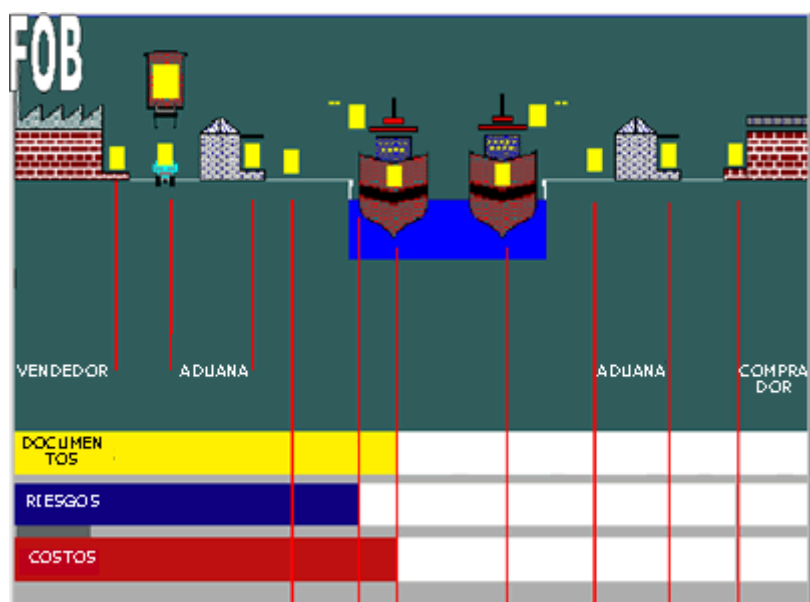 FOB
VENDEDOR
ADUANA
ADUANA
COMPRA
DOR
DOCUMEN
TOS
RIESGOS
COSTOS